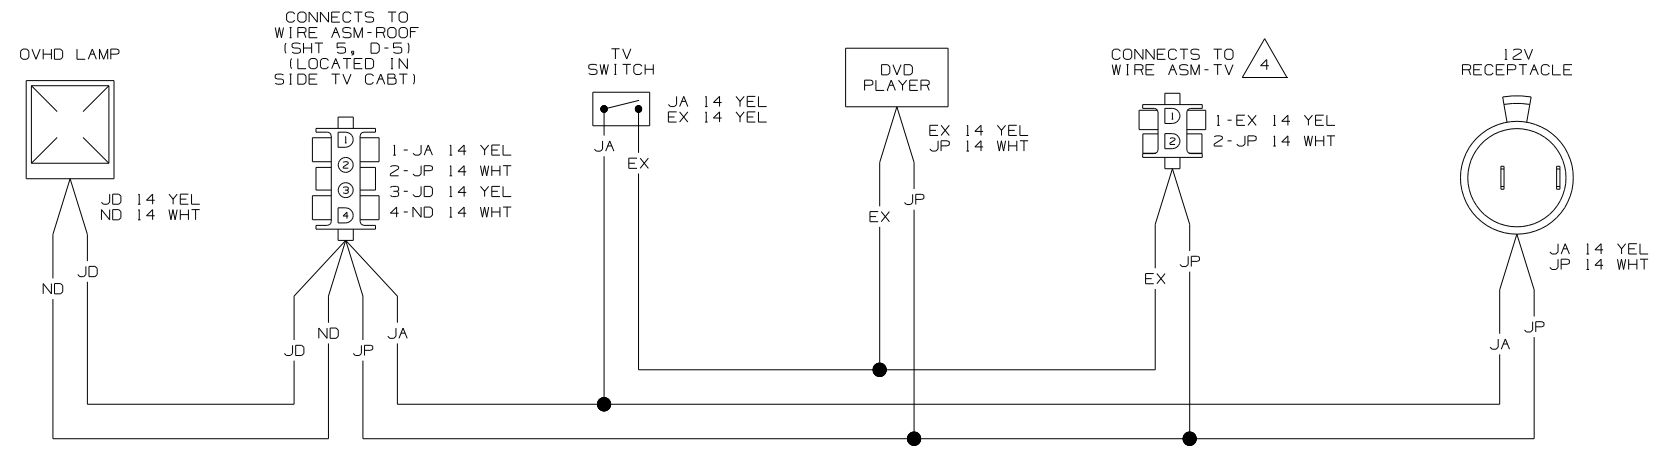 OVHD LAMP
JD 14 YEL
ND 14 WHT
ND
JD
CONNECTS TO
WIRE ASM-ROOF
(SHT 5, D-5)
(LOCATED IN
SIDE TV CABT)
1
2
3
4
1-JA 14 YEL
2-JP 14 WHT
3-JD 14 YEL
4-ND 14 WHT
JD
ND
JP
JA
TV
SWITCH
JA 14 YEL
EX 14 YEL
JA
EX
DVD
PLAYER
EX 14 YEL
JP 14 WHT
EX
JP
CONNECTS TO
WIRE ASM-TV
4
1
2
1-EX 14 YEL
2-JP 14 WHT
EX
JP
12V
RECEPTACLE
JA 14 YEL
JP 14 WHT
JA
JP